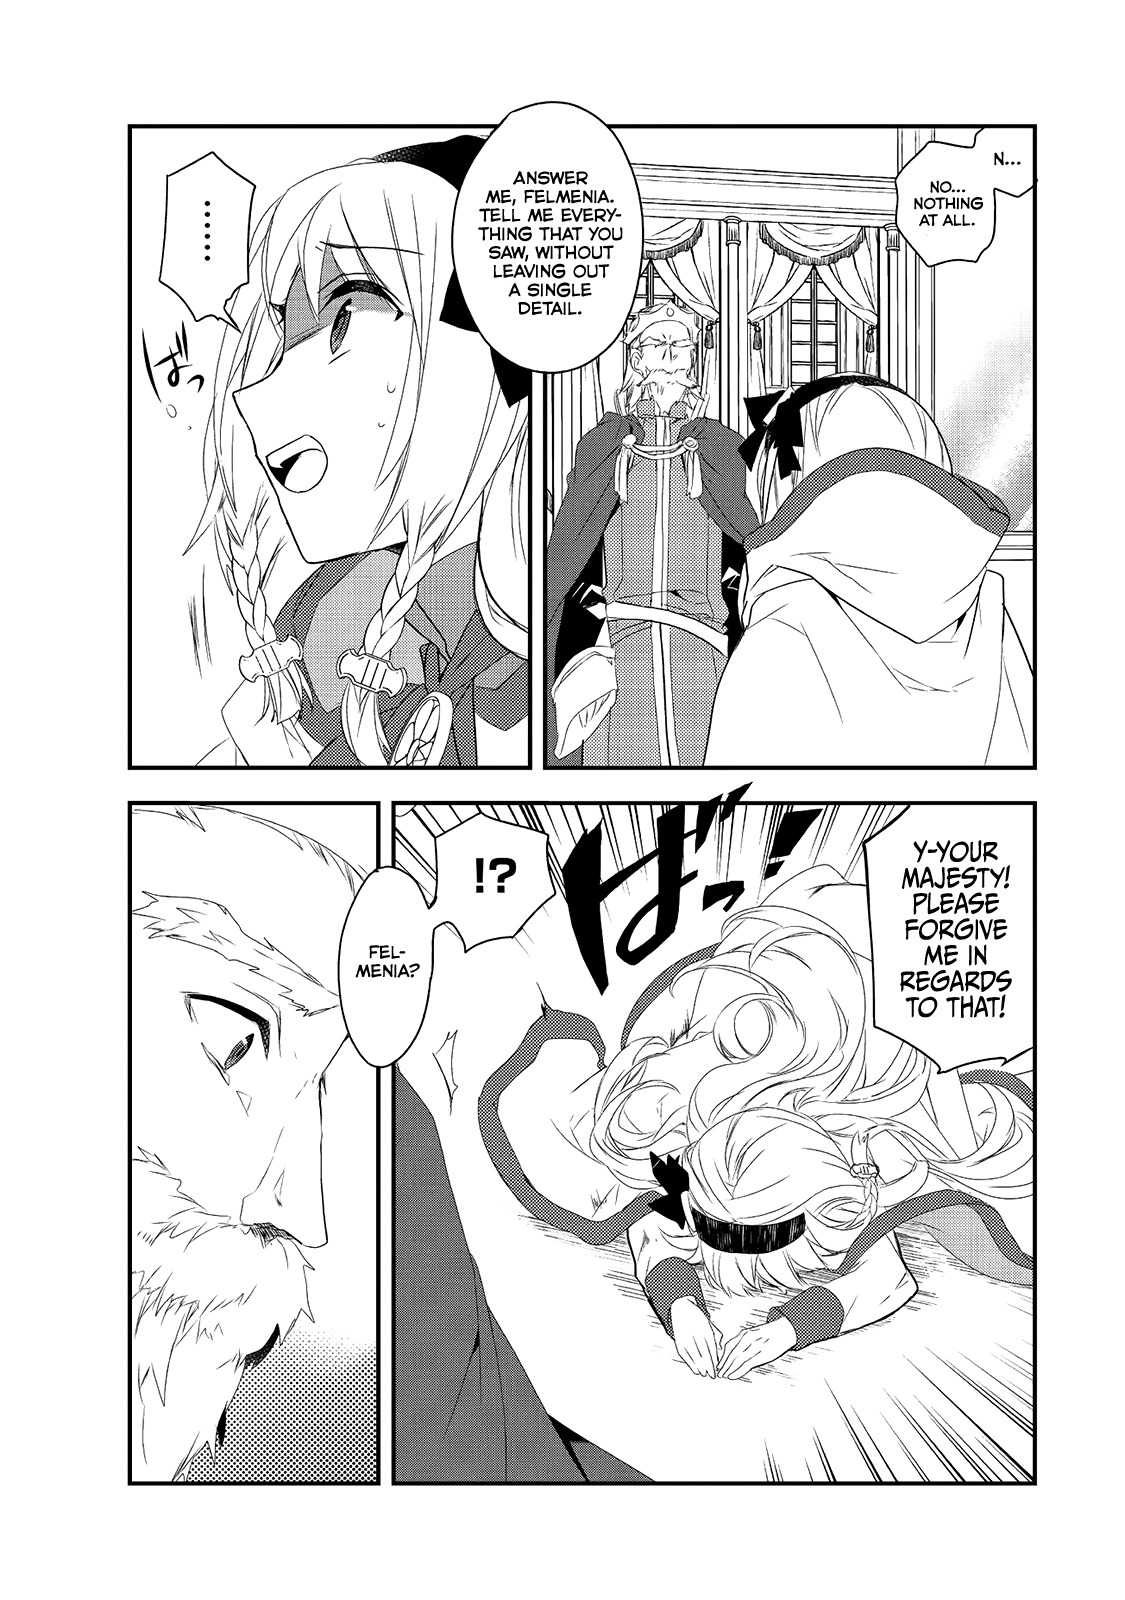 N...
NO...
NOTHING
AT ALL.
ANSWER
ME, FELMENIA.
TELL ME EVERY-
THING THAT YOU
SAW, WITHOUT
LEAVING OUT
A SINGLE
DETAIL.
......
ばっ
Y-YOUR
MAJESTY!
PLEASE
FORGIVE
ME IN
REGARDS
TO THAT!
ばっ!
!?
FEL-
MENIA?